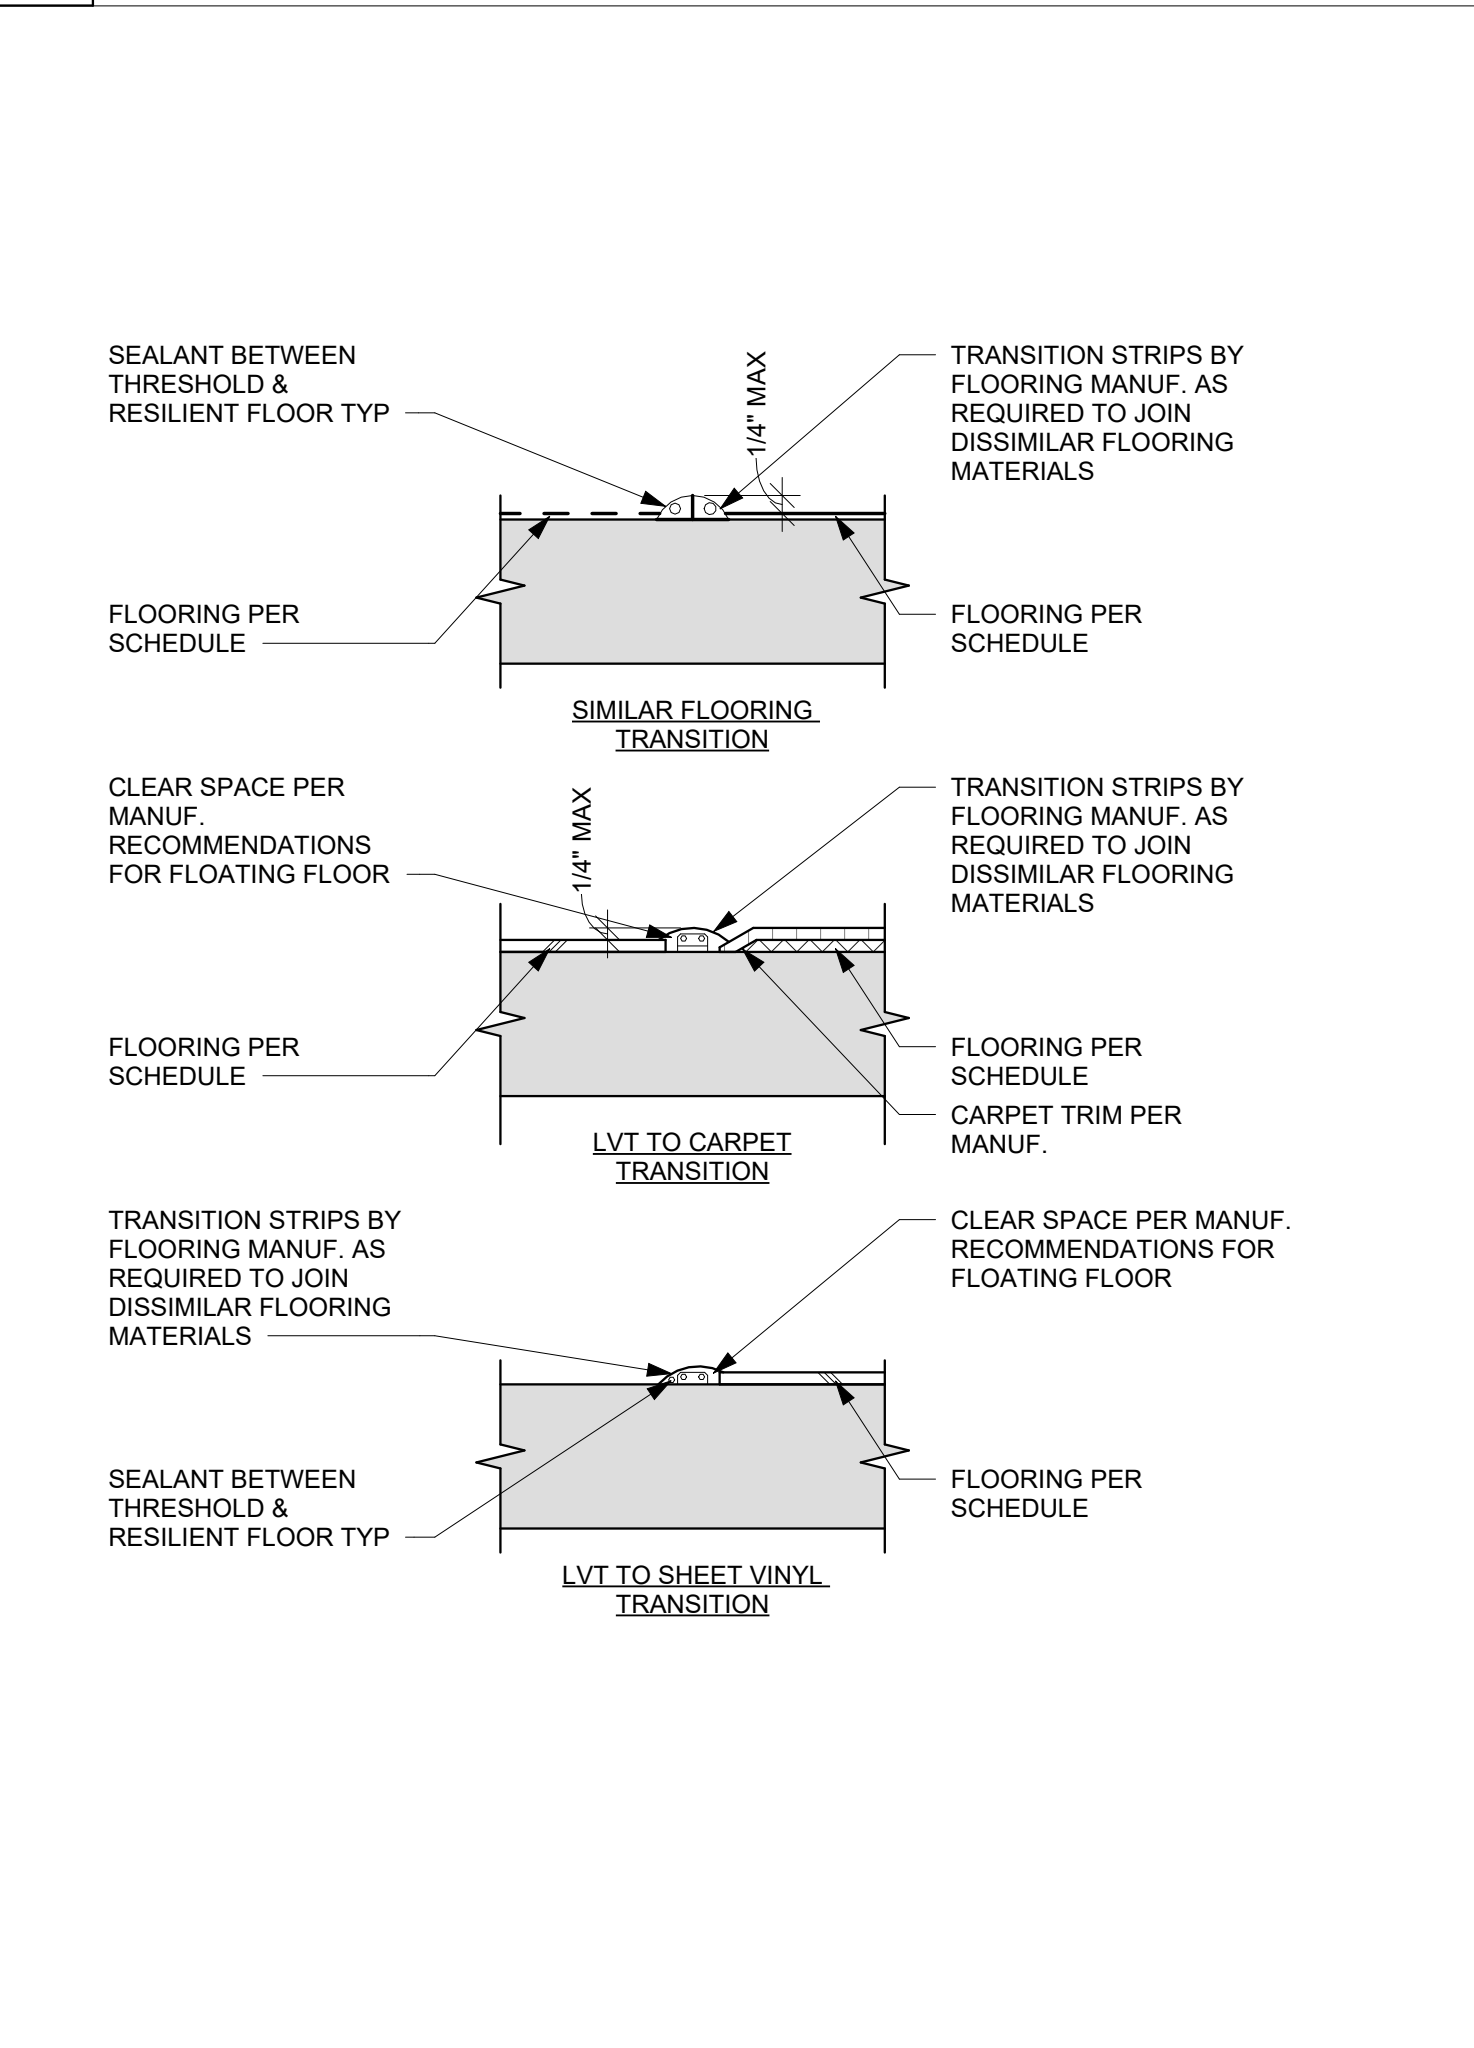 SEALANT BETWEEN
THRESHOLD &
RESILIENT FLOOR TYP
1/4" MAX
TRANSITION STRIPS BY
FLOORING MANUF. AS
REQUIRED TO JOIN
DISSIMILAR FLOORING
MATERIALS
FLOORING PER
SCHEDULE
FLOORING PER
SCHEDULE
SIMILAR FLOORING
TRANSITION
CLEAR SPACE PER
MANUF.
RECOMMENDATIONS
FOR FLOATING FLOOR
1/4" MAX
TRANSITION STRIPS BY
FLOORING MANUF. AS
REQUIRED TO JOIN
DISSIMILAR FLOORING
MATERIALS
FLOORING PER
SCHEDULE
FLOORING PER
SCHEDULE
CARPET TRIM PER
MANUF.
LVT TO CARPET
TRANSITION
TRANSITION STRIPS BY
FLOORING MANUF. AS
REQUIRED TO JOIN
DISSIMILAR FLOORING
MATERIALS
CLEAR SPACE PER MANUF.
RECOMMENDATIONS FOR
FLOATING FLOOR
SEALANT BETWEEN
THRESHOLD &
RESILIENT FLOOR TYP
FLOORING PER
SCHEDULE
LVT TO SHEET VINYL
TRANSITION